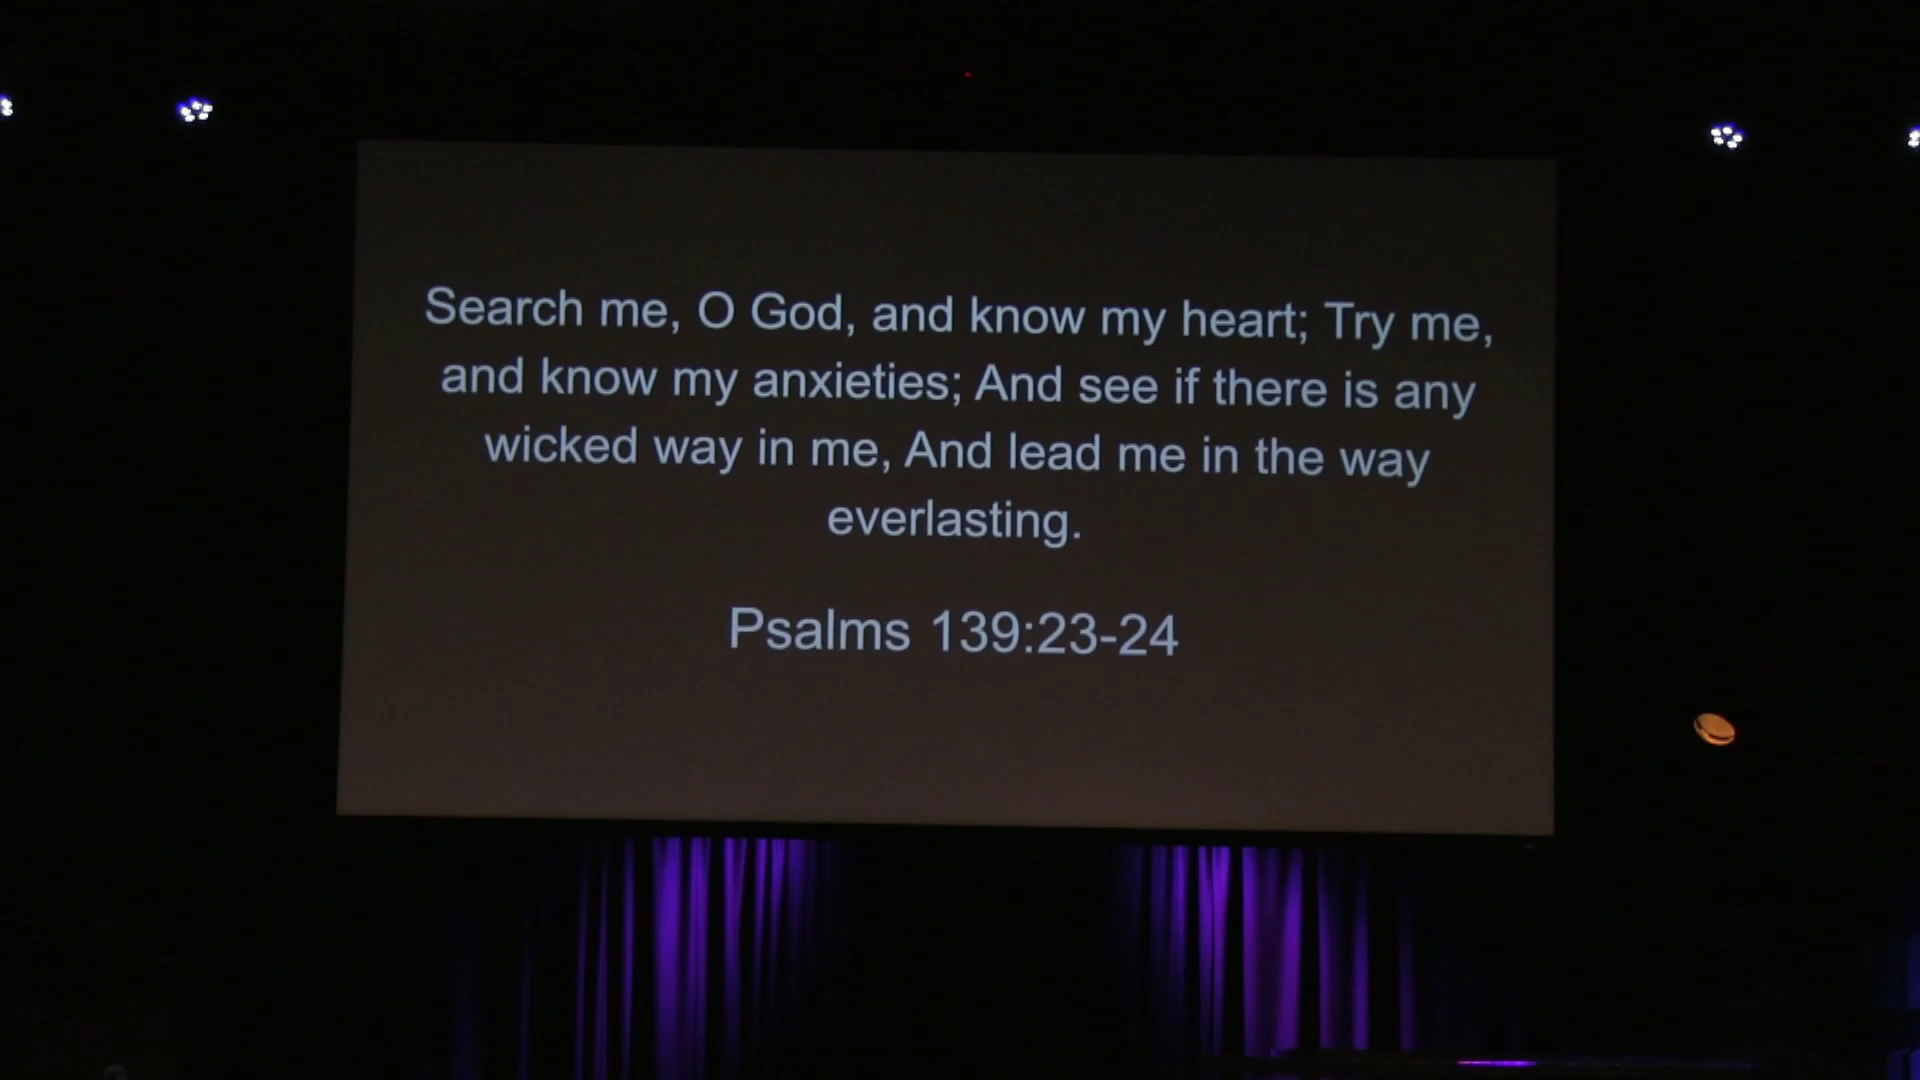 Search me, O God, and know my heart; Try me,
and know my anxieties; And see if there is any
wicked way in me, And lead me in the way
everlasting.
Psalms 139:23-24